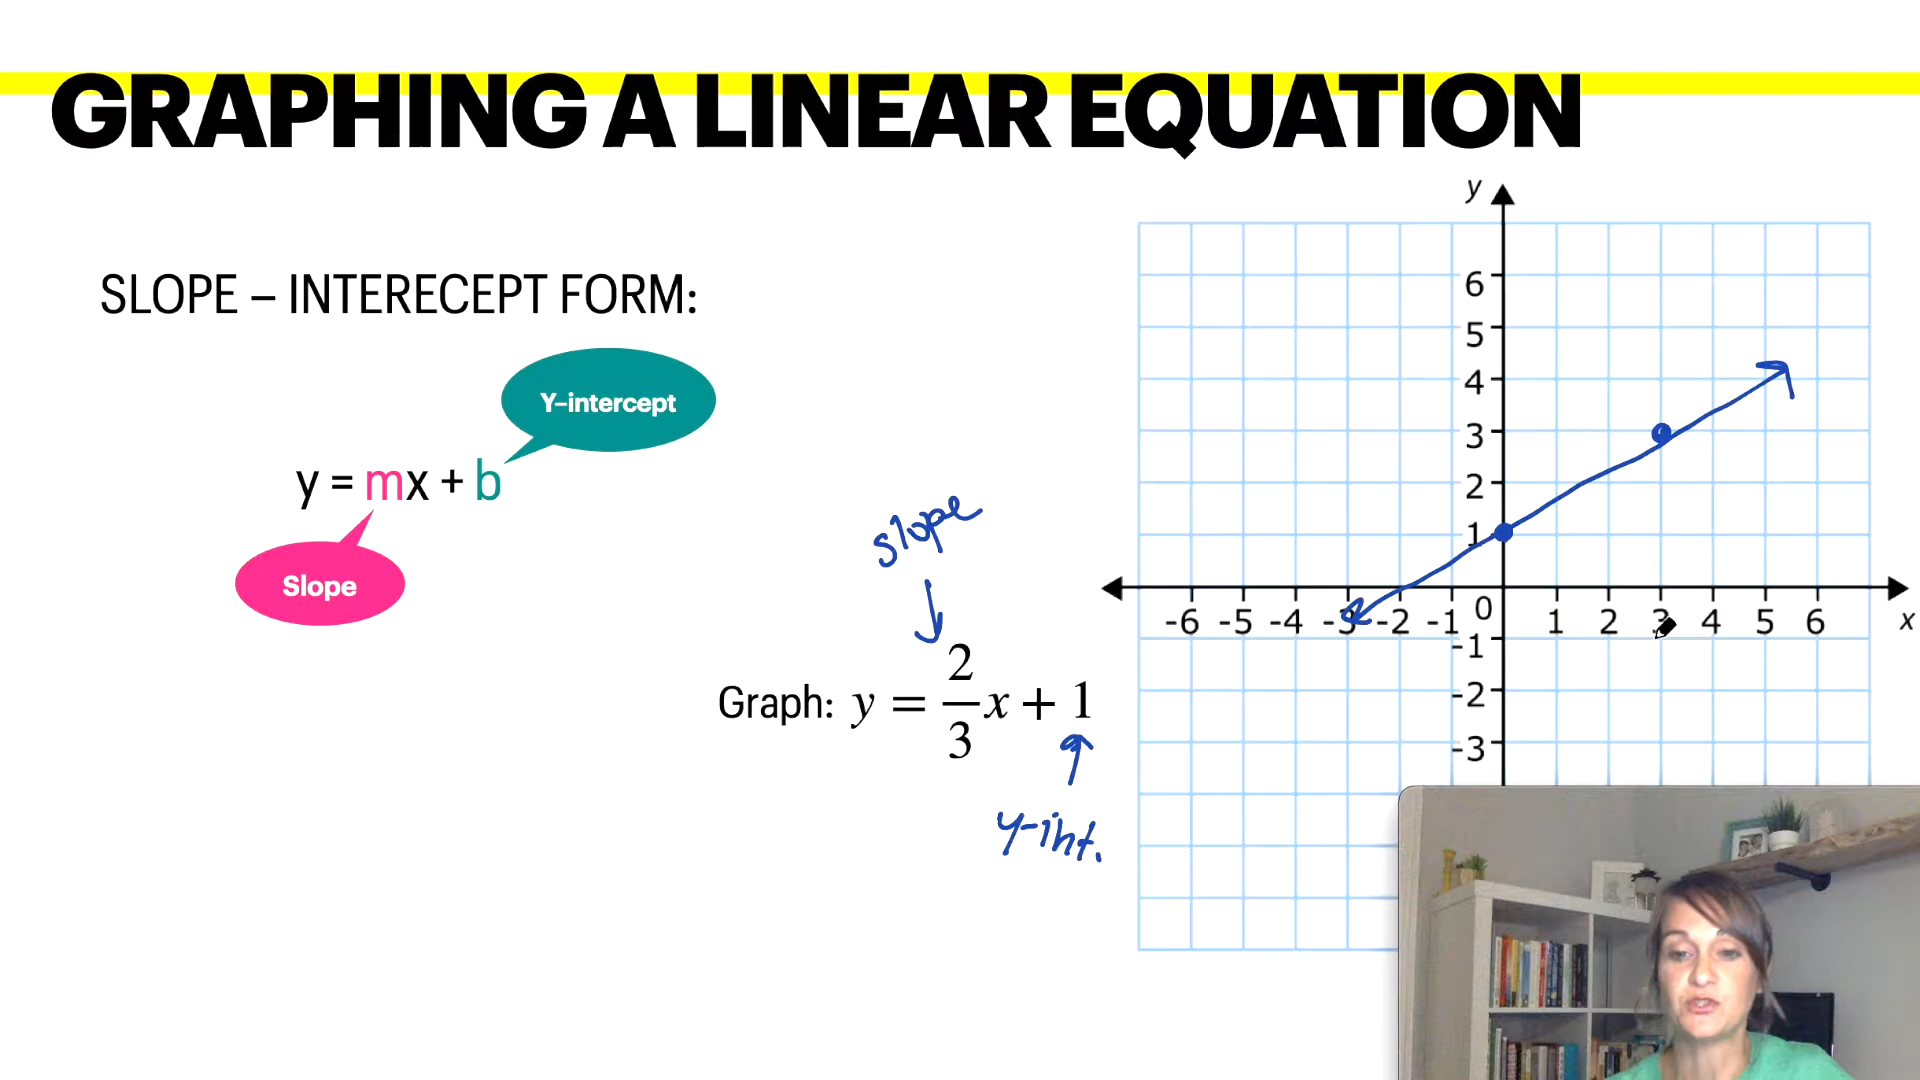 GRAPHING A LINEAR EQUATION
SLOPE – INTERECEPT FORM:
Y-intercept
y = mx + b
Slope
slope
Graph: y = 2/3 x + 1
y-int.
y
6
5
4
3
2
1
-6 -5 -4 -3 -2 -1 0 1 2 3 4 5 6 x
-1
-2
-3